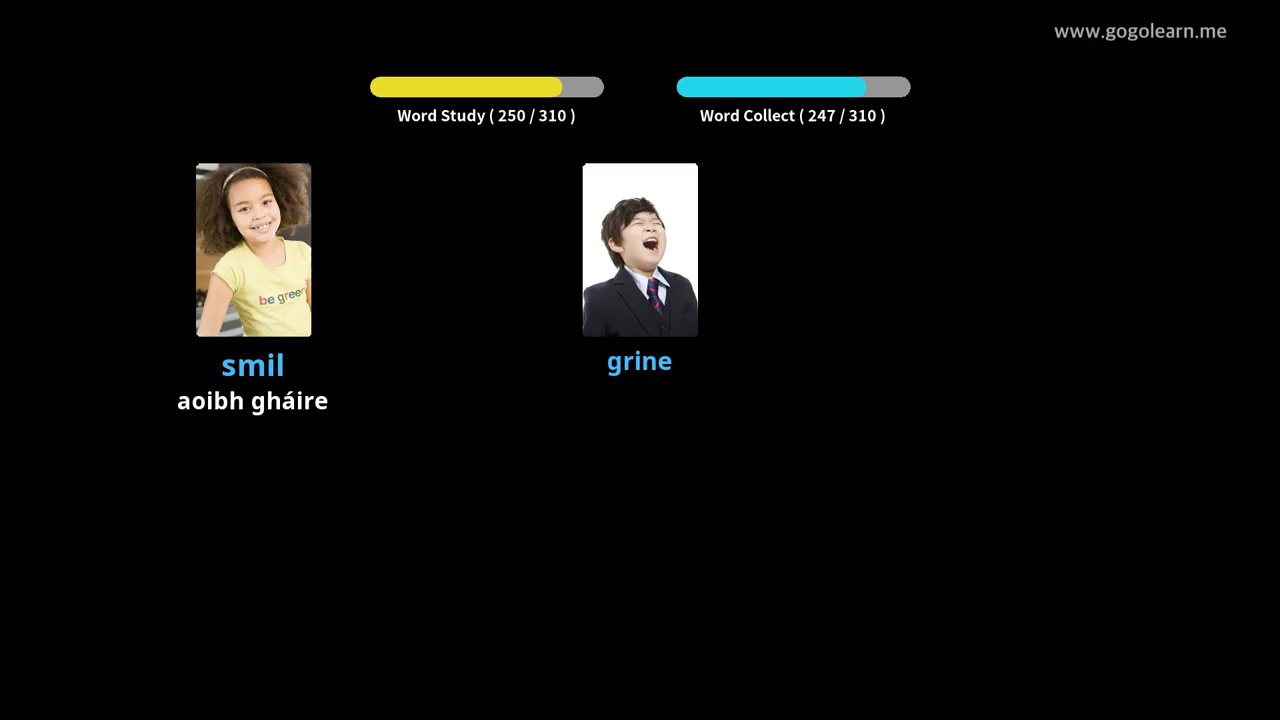 www.gogolearn.me
Word Study ( 250 / 310 )
Word Collect ( 247 / 310 )
be green
smil
grine
aoibh gháire